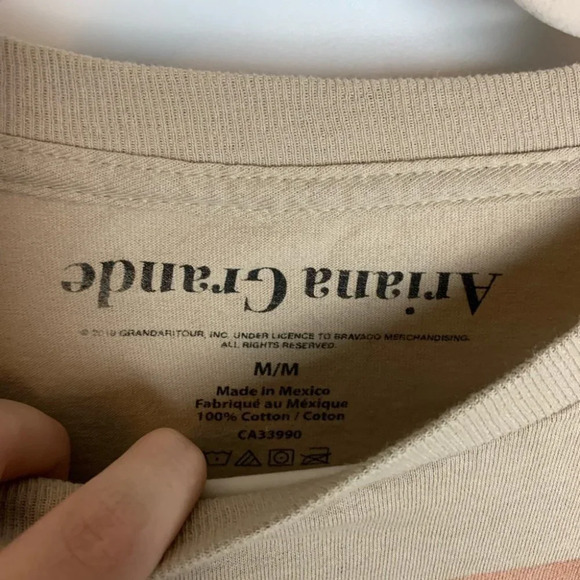 Ariana Grande
© 2019 GRANDARITOUR, INC. UNDER LICENCE TO BRAVADO MERCHANDISING.
ALL RIGHTS RESERVED.
M/M
Made in Mexico
Fabriqué au Méxique
100% Cotton / Coton
CA33990